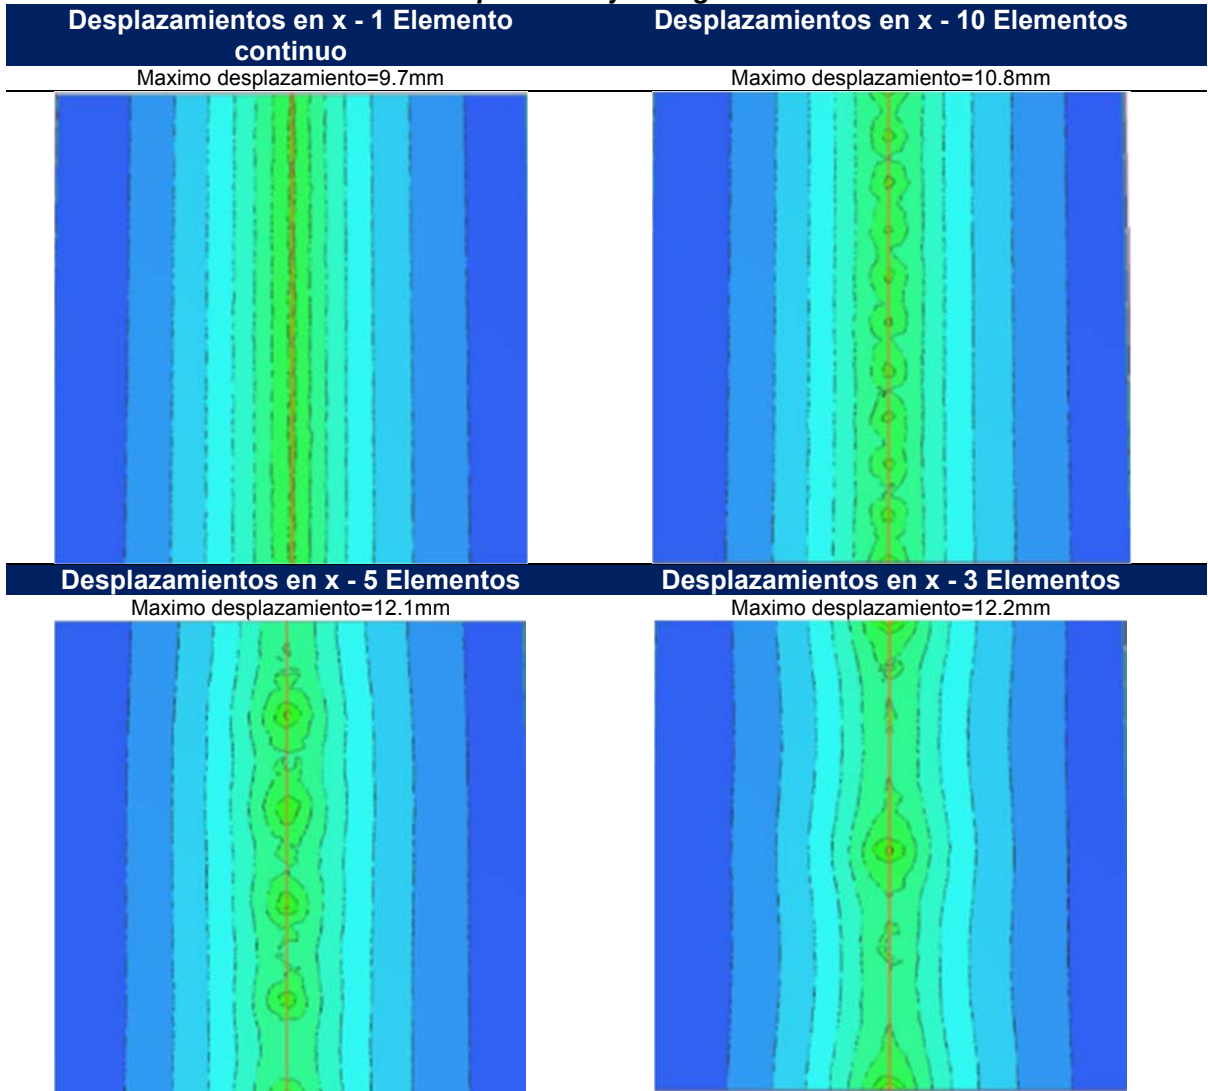 Desplazamientos en x - 1 Elemento
continuo
Desplazamientos en x - 10 Elementos
Maximo desplazamiento=9.7mm
Maximo desplazamiento=10.8mm
Desplazamientos en x - 5 Elementos
Desplazamientos en x - 3 Elementos
Maximo desplazamiento=12.1mm
Maximo desplazamiento=12.2mm